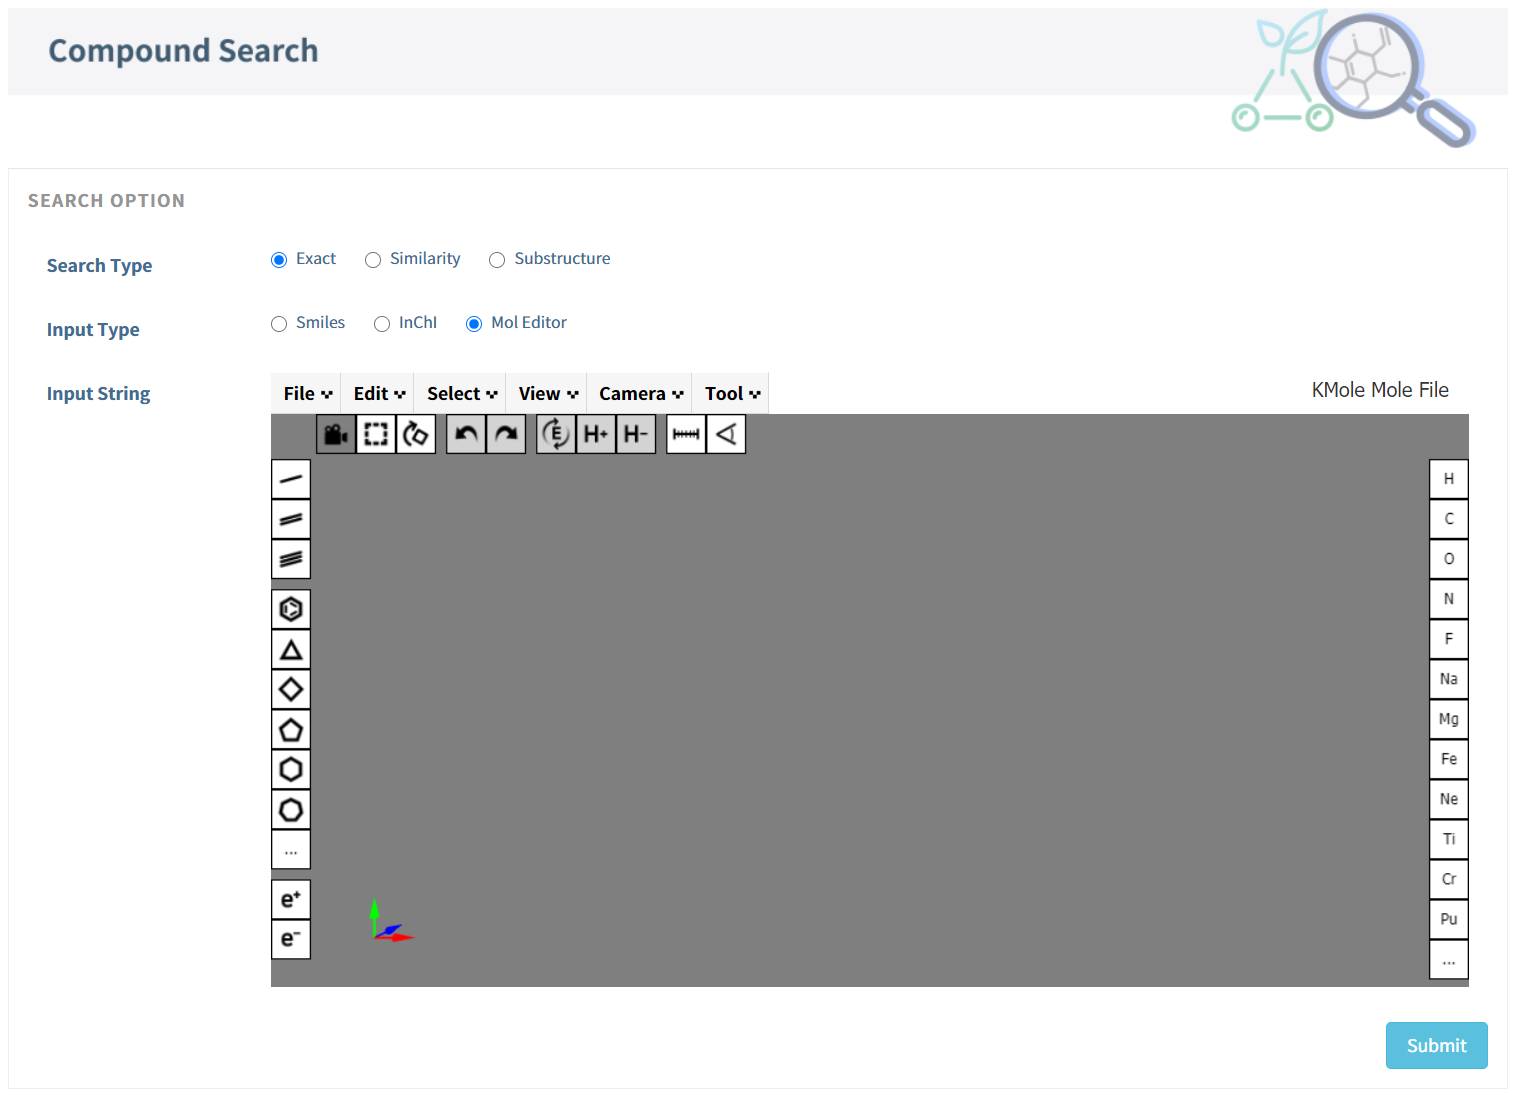 Compound Search
SEARCH OPTION
Search Type
Exact Similarity Substructure
Input Type
Smiles InChI Mol Editor
Input String
File Edit Select View Camera Tool
KMole Mole File
E H+ H-
H
C
O
N
F
Na
Mg
Fe
Ne
Ti
Cr
Pu
...
...
e+
e-
Submit